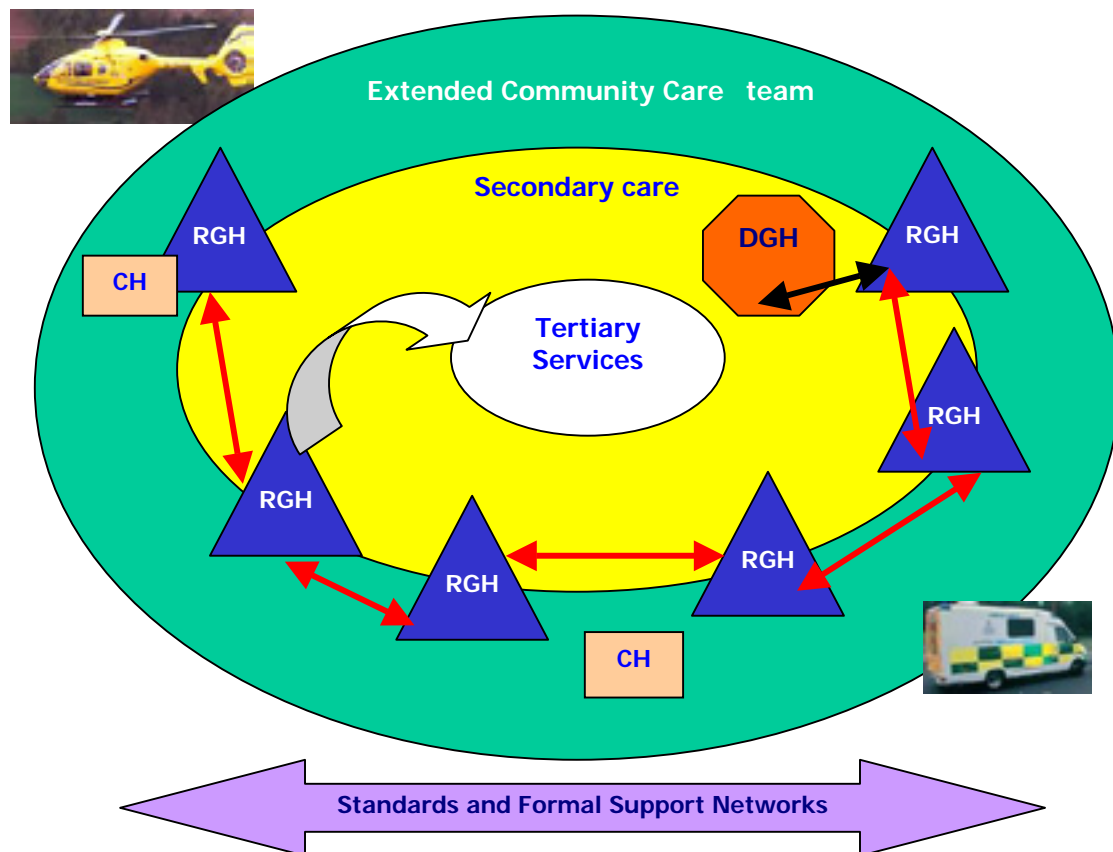 Extended Community Care team
Secondary care
RGH
DGH
RGH
CH
Tertiary
Services
RGH
RGH
RGH
RGH
CH
Standards and Formal Support Networks